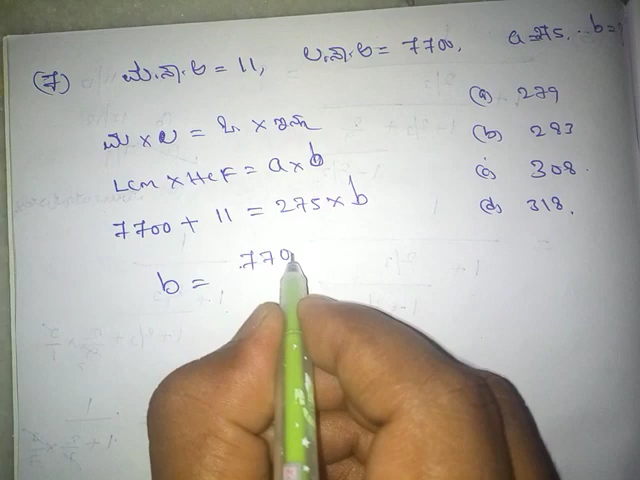 (7) ಮ.ಸಾ.ಅ = 11, ಲ.ಸಾ.ಅ = 7700, a=275, ∴ b=?
(a) 279
ಮ × ಲ =
(b) 283
LCM × HCF = a × b
(c) 308.
7700 + 11 = 275 × b
(d) 318.
b = 770